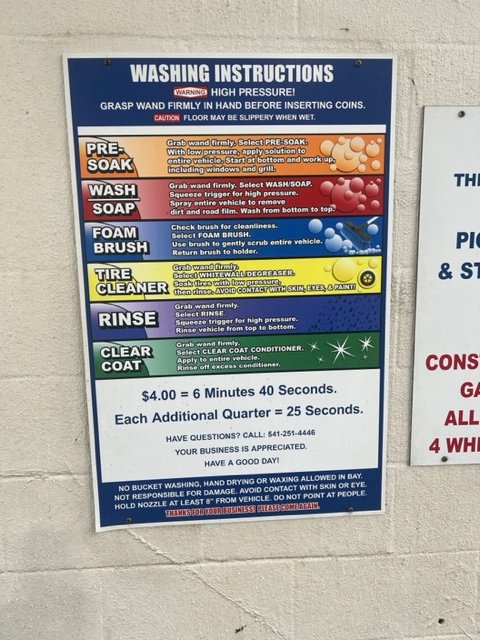 WASHING INSTRUCTIONS
WARNING HIGH PRESSURE!
GRASP WAND FIRMLY IN HAND BEFORE INSERTING COINS.
CAUTION FLOOR MAY BE SLIPPERY WHEN WET.
PRE-
SOAK
Grab wand firmly. Select PRE-SOAK.
With low pressure, apply solution to
entire vehicle. Start at bottom and work up,
including windows and grill.
WASH
SOAP
Grab wand firmly. Select WASH/SOAP.
Squeeze trigger for high pressure.
Spray entire vehicle to remove
dirt and road film. Wash from bottom to top.
FOAM
BRUSH
Check brush for cleanliness.
Select FOAM BRUSH.
Use brush to gently scrub entire vehicle.
Return brush to holder.
TIRE
CLEANER
Grab wand firmly.
Select WHITEWALL DEGREASER.
Soak tires with low pressure.
Then rinse. AVOID CONTACT WITH SKIN, EYES, & PAINT!
RINSE
Grab wand firmly.
Select RINSE.
Squeeze trigger for high pressure.
Rinse vehicle from top to bottom.
CLEAR
COAT
Grab wand firmly.
Select CLEAR COAT CONDITIONER.
Apply to entire vehicle.
Rinse off excess conditioner.
$4.00 = 6 Minutes 40 Seconds.
Each Additional Quarter = 25 Seconds.
HAVE QUESTIONS? CALL: 541-251-4446
YOUR BUSINESS IS APPRECIATED.
HAVE A GOOD DAY!
NO BUCKET WASHING, HAND DRYING OR WAXING ALLOWED IN BAY.
NOT RESPONSIBLE FOR DAMAGE. AVOID CONTACT WITH SKIN OR EYE.
HOLD NOZZLE AT LEAST 8" FROM VEHICLE. DO NOT POINT AT PEOPLE.
THANKS FOR YOUR BUSINESS! PLEASE COME AGAIN.
TH
PI
& ST
CONS
GA
ALL
4 WH